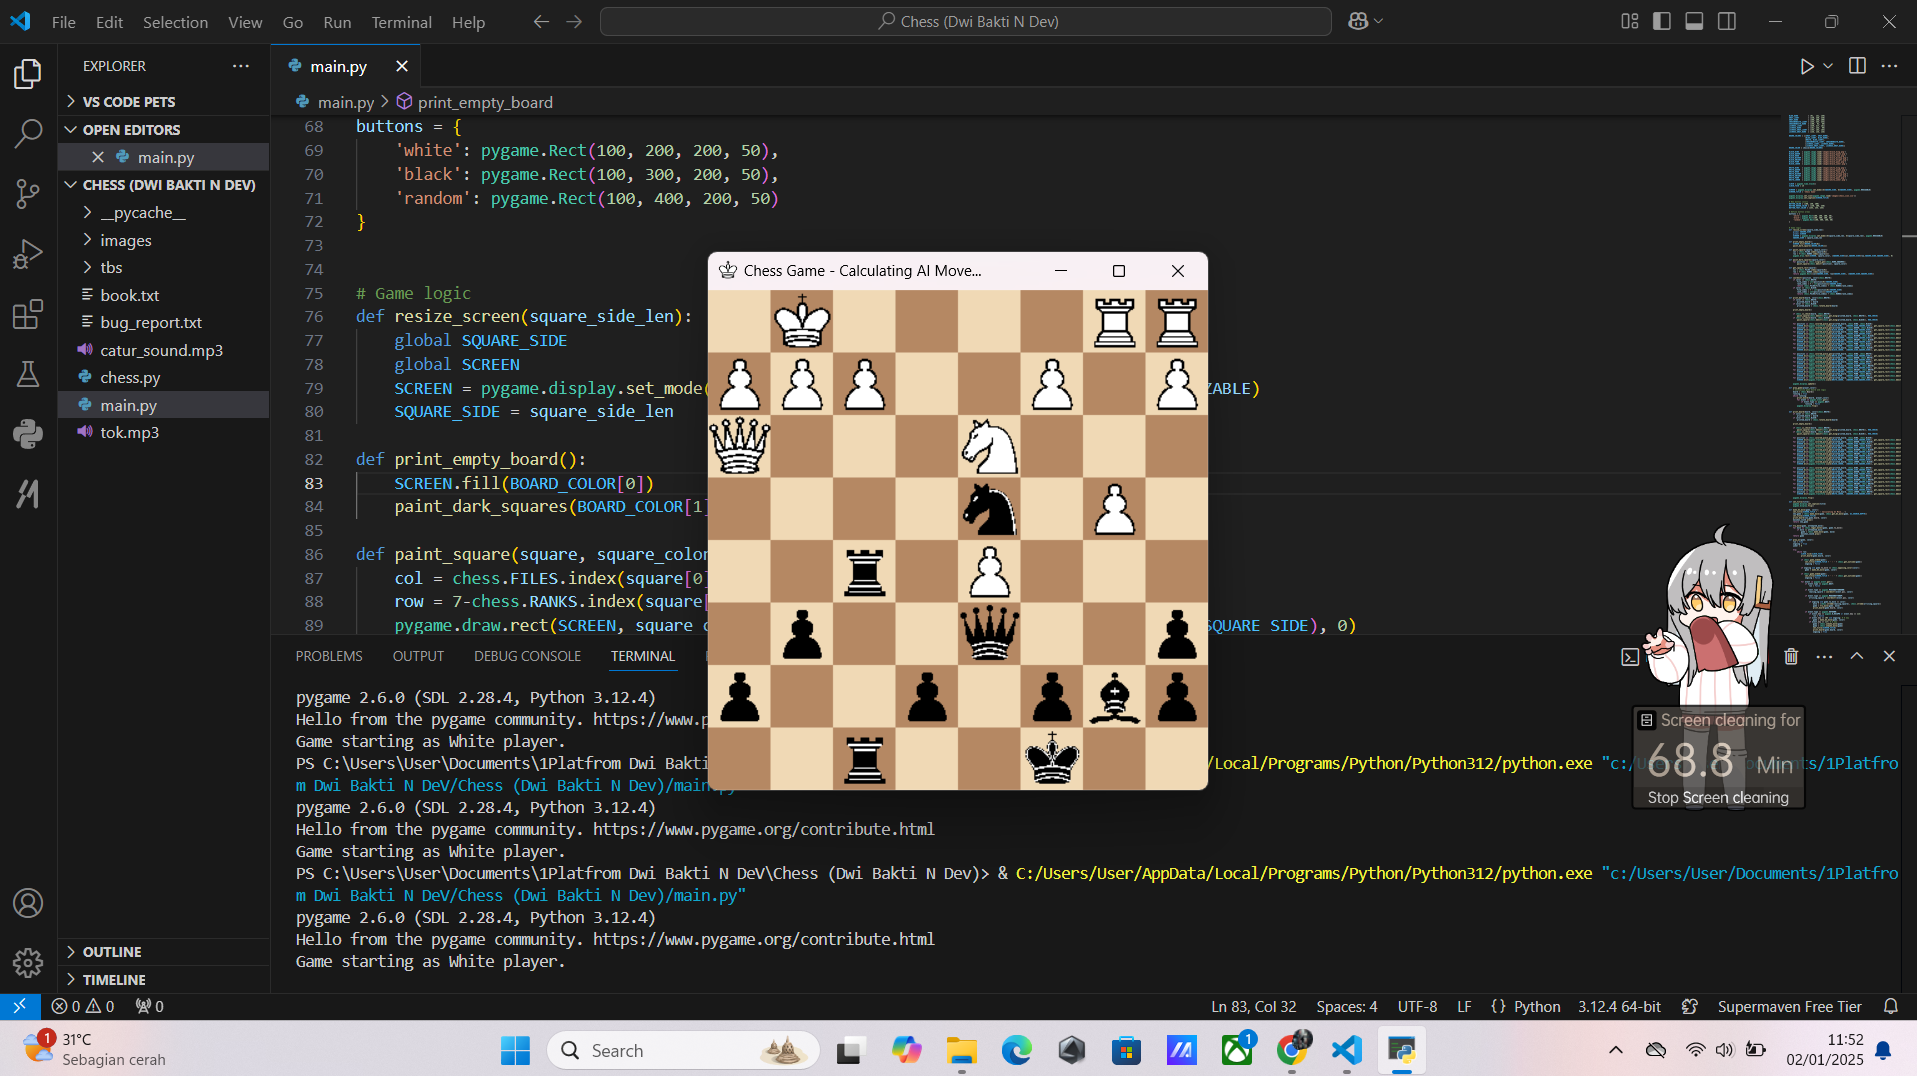 File Edit Selection View Go Run Terminal Help
Chess (Dwi Bakti N Dev)
EXPLORER
VS CODE PETS
OPEN EDITORS
main.py
CHESS (DWI BAKTI N DEV)
__pycache__
images
tbs
book.txt
bug_report.txt
catur_sound.mp3
chess.py
main.py
tok.mp3
OUTLINE
TIMELINE
main.py
main.py > print_empty_board
68 buttons = {
69 'white': pygame.Rect(100, 200, 200, 50),
70 'black': pygame.Rect(100, 300, 200, 50),
71 'random': pygame.Rect(100, 400, 200, 50)
72 }
73
74
75 # Game logic
76 def resize_screen(square_side_len):
77 global SQUARE_SIDE
78 global SCREEN
79 SCREEN = pygame.display.set_mode( ZABLE)
80 SQUARE_SIDE = square_side_len
81
82 def print_empty_board():
83 SCREEN.fill(BOARD_COLOR[0])
84 paint_dark_squares(BOARD_COLOR[1]
85
86 def paint_square(square, square_color
87 col = chess.FILES.index(square[0]
88 row = 7-chess.RANKS.index(square[
89 pygame.draw.rect(SCREEN, square c SQUARE SIDE), 0)
Chess Game - Calculating AI Move...
PROBLEMS OUTPUT DEBUG CONSOLE TERMINAL
pygame 2.6.0 (SDL 2.28.4, Python 3.12.4)
Hello from the pygame community. https://www.p
Game starting as White player.
PS C:\Users\User\Documents\1Platfrom Dwi Bakti /Local/Programs/Python/Python312/python.exe "c:/Users/User/Documents/1Platfro
m Dwi Bakti N DeV/Chess (Dwi Bakti N Dev)/main.py"
pygame 2.6.0 (SDL 2.28.4, Python 3.12.4)
Hello from the pygame community. https://www.pygame.org/contribute.html
Game starting as White player.
PS C:\Users\User\Documents\1Platfrom Dwi Bakti N DeV\Chess (Dwi Bakti N Dev)> & C:/Users/User/AppData/Local/Programs/Python/Python312/python.exe "c:/Users/User/Documents/1Platfro
m Dwi Bakti N DeV/Chess (Dwi Bakti N Dev)/main.py"
pygame 2.6.0 (SDL 2.28.4, Python 3.12.4)
Hello from the pygame community. https://www.pygame.org/contribute.html
Game starting as White player.
Screen cleaning for
68.8 Min
Stop Screen cleaning
0 0 0
Ln 83, Col 32 Spaces: 4 UTF-8 LF {} Python 3.12.4 64-bit Supermaven Free Tier
1
31°C
Sebagian cerah
Search
1
11:52
02/01/2025